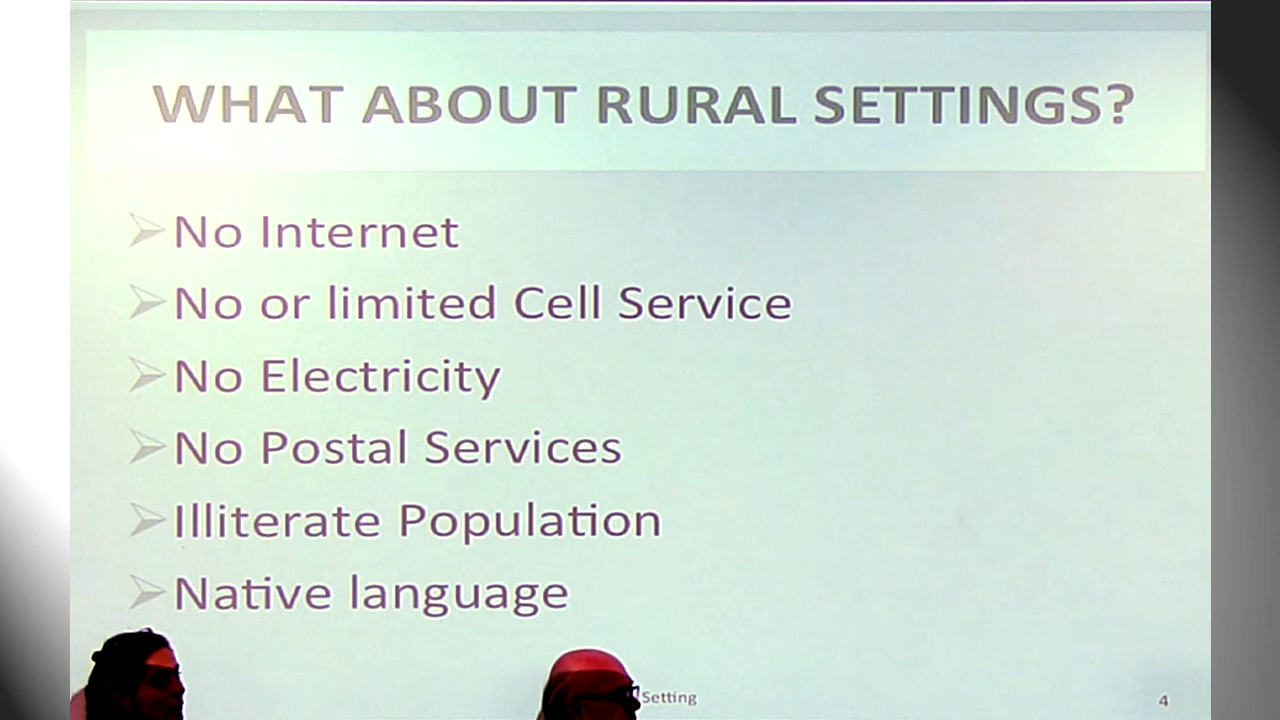 WHAT ABOUT RURAL SETTINGS?
No Internet
No or limited Cell Service
No Electricity
No Postal Services
Illiterate Population
Native language
Setting
4